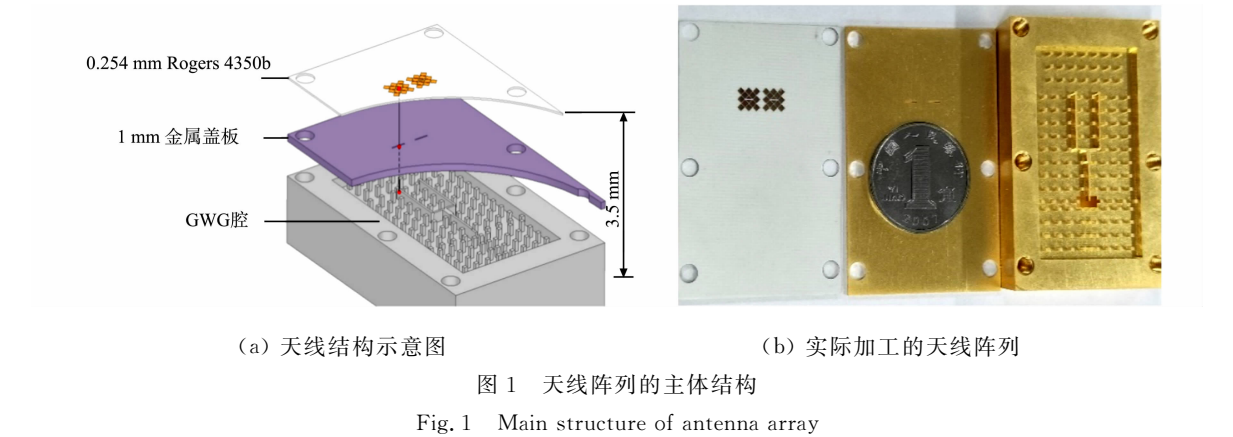 0.254 mm Rogers 4350b
1 mm 金属盖板
GWG腔
3.5 mm
1
2007
(a) 天线结构示意图
(b) 实际加工的天线阵列
图 1 天线阵列的主体结构
Fig. 1 Main structure of antenna array